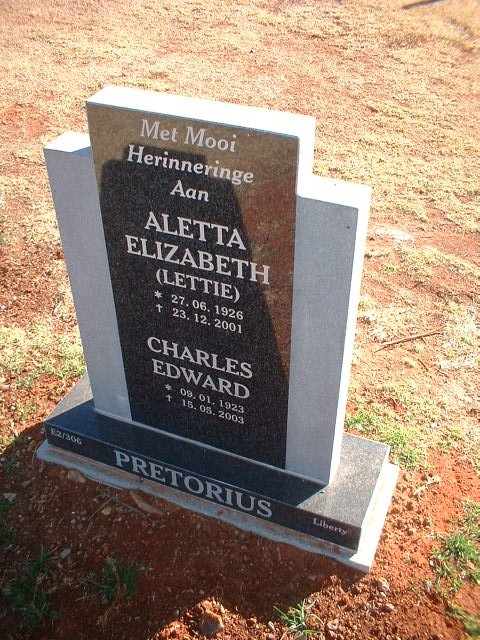 Met Mooi
Herinneringe
Aan
ALETTA
ELIZABETH
(LETTIE)
* 27. 06. 1926
† 23. 12. 2001
CHARLES
EDWARD
* 09. 01. 1923
† 15. 05. 2003
E2/306
PRETORIUS
Liberty